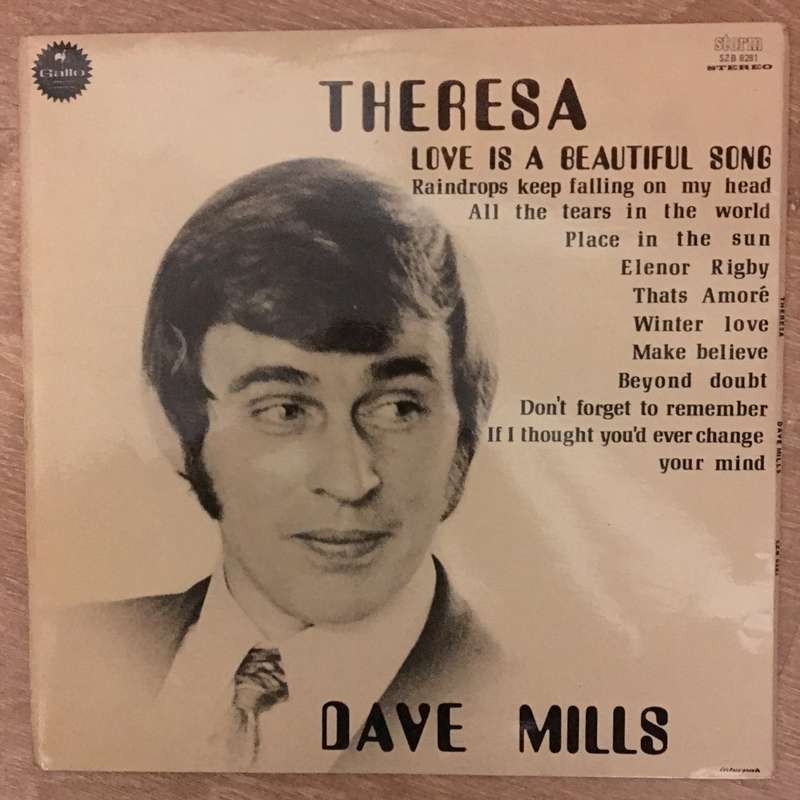 Gallo
storm
SZB 8281
STEREO
THERESA
LOVE IS A BEAUTIFUL SONG
Raindrops keep falling on my head
All the tears in the world
Place in the sun
Elenor Rigby
Thats Amoré
Winter love
Make believe
Beyond doubt
Don't forget to remember
If I thought you'd ever change
your mind
THERESA
DAVE MILLS
DAVE MILLS
interpak